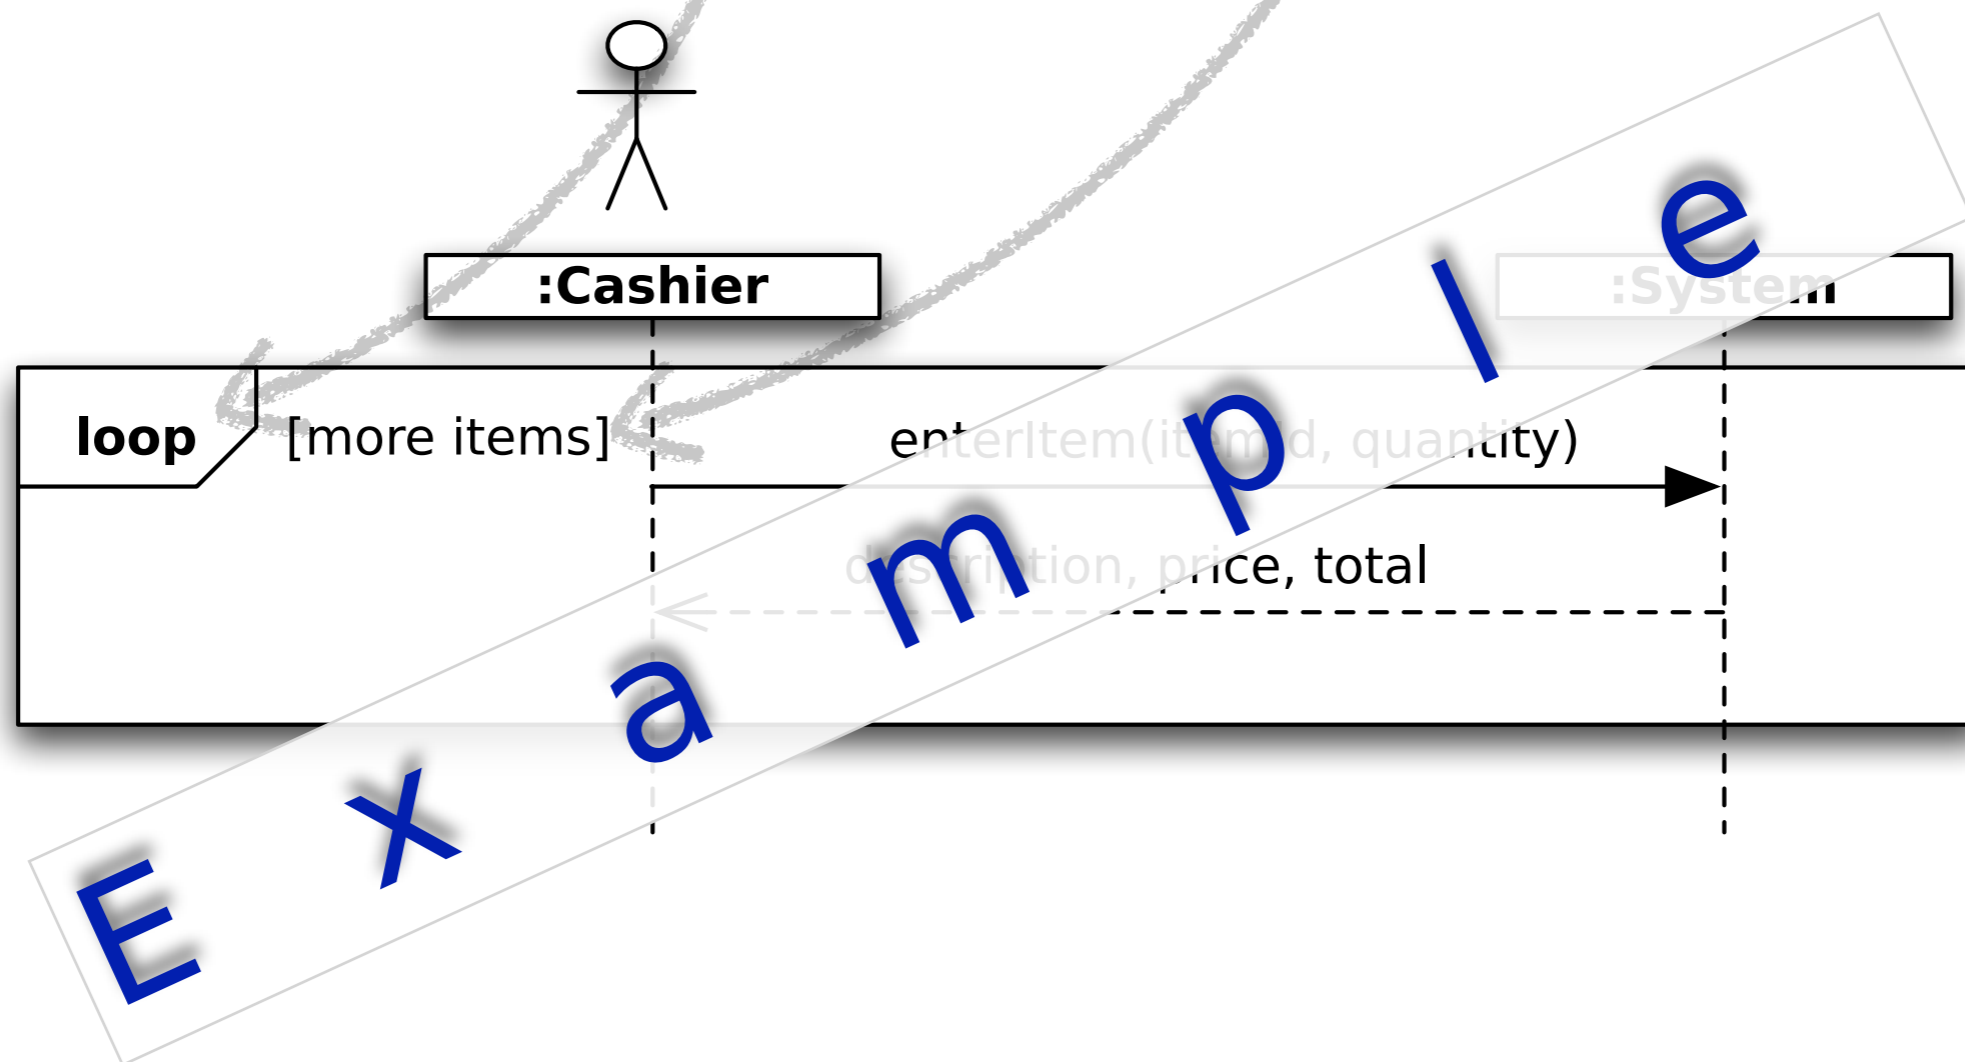 :Cashier
:System
loop [more items] enterItem(itemid, quantity)
description, price, total
Example